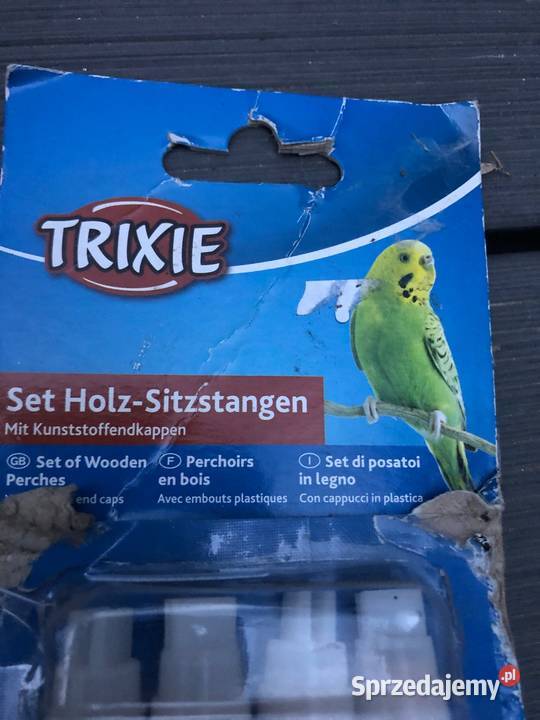 TRIXIE
Set Holz-Sitzstangen
Mit Kunststoffendkappen
GB Set of Wooden
Perches
end caps
F Perchoirs
en bois
Avec embouts plastiques
I Set di posatoi
in legno
Con cappucci in plastica
Sprzedajemy.pl